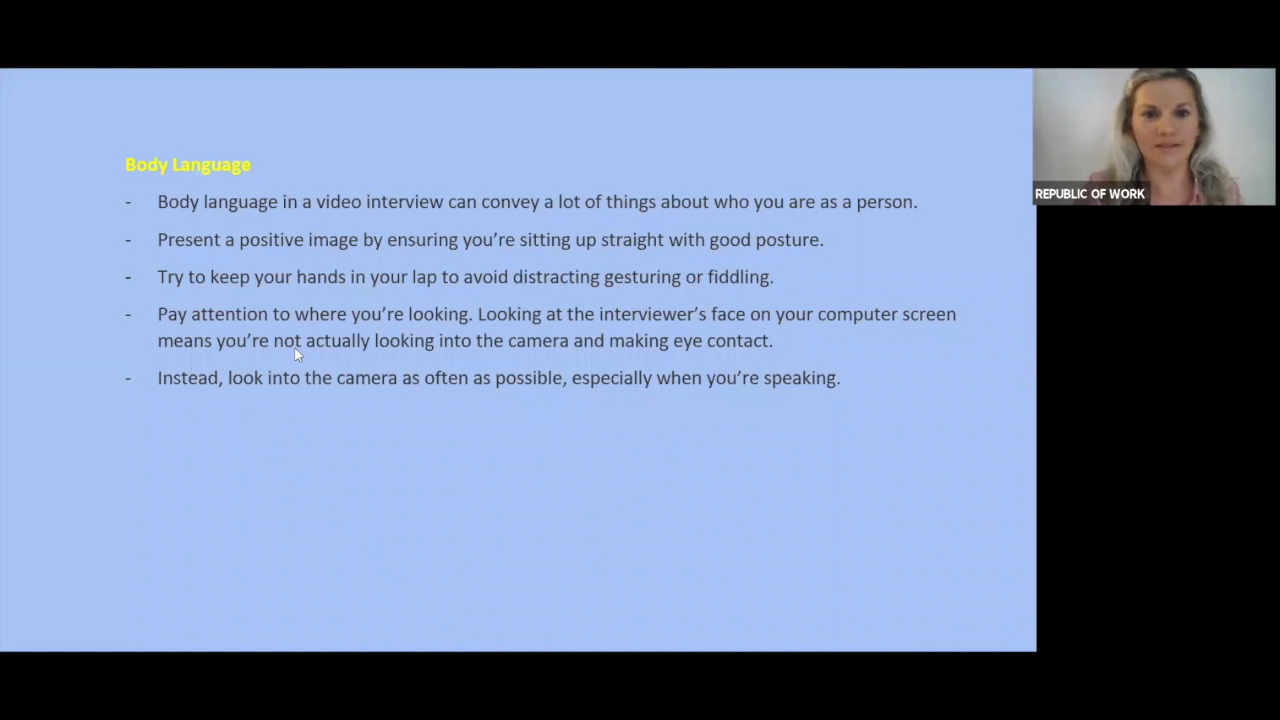 Body Language
- Body language in a video interview can convey a lot of things about who you are as a person.
- Present a positive image by ensuring you’re sitting up straight with good posture.
- Try to keep your hands in your lap to avoid distracting gesturing or fiddling.
- Pay attention to where you’re looking. Looking at the interviewer’s face on your computer screen
means you’re not actually looking into the camera and making eye contact.
- Instead, look into the camera as often as possible, especially when you’re speaking.
REPUBLIC OF WORK